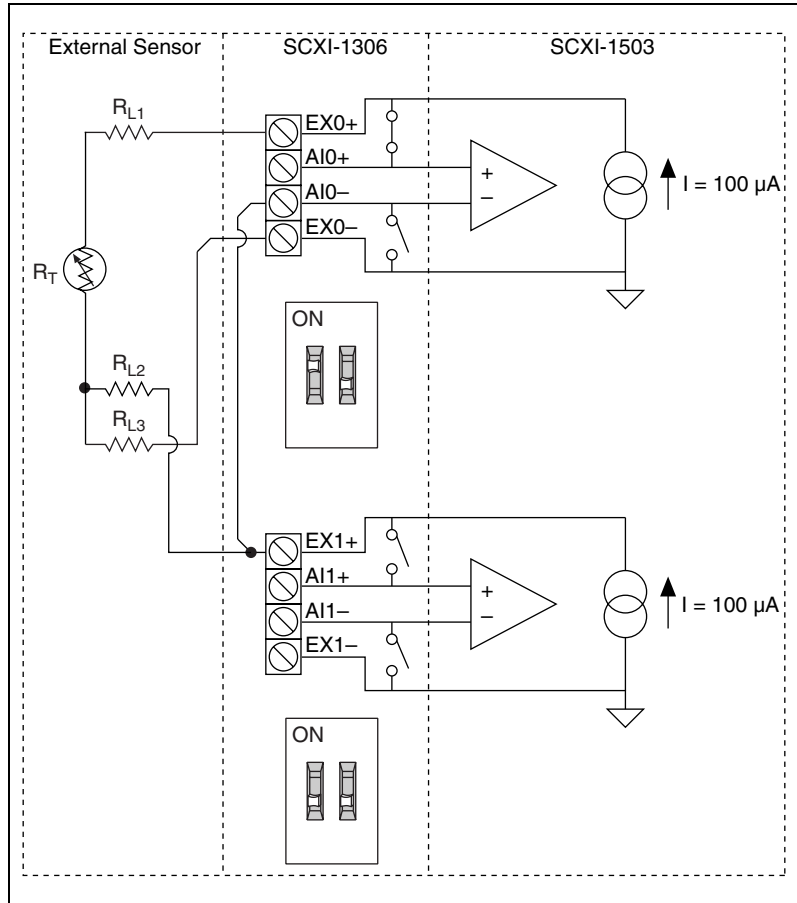 External Sensor SCXI-1306 SCXI-1503
RL1
EX0+
AI0+
AI0–
EX0–
+
–
I = 100 µA
RT
ON
RL2
RL3
EX1+
AI1+
AI1–
EX1–
+
–
I = 100 µA
ON